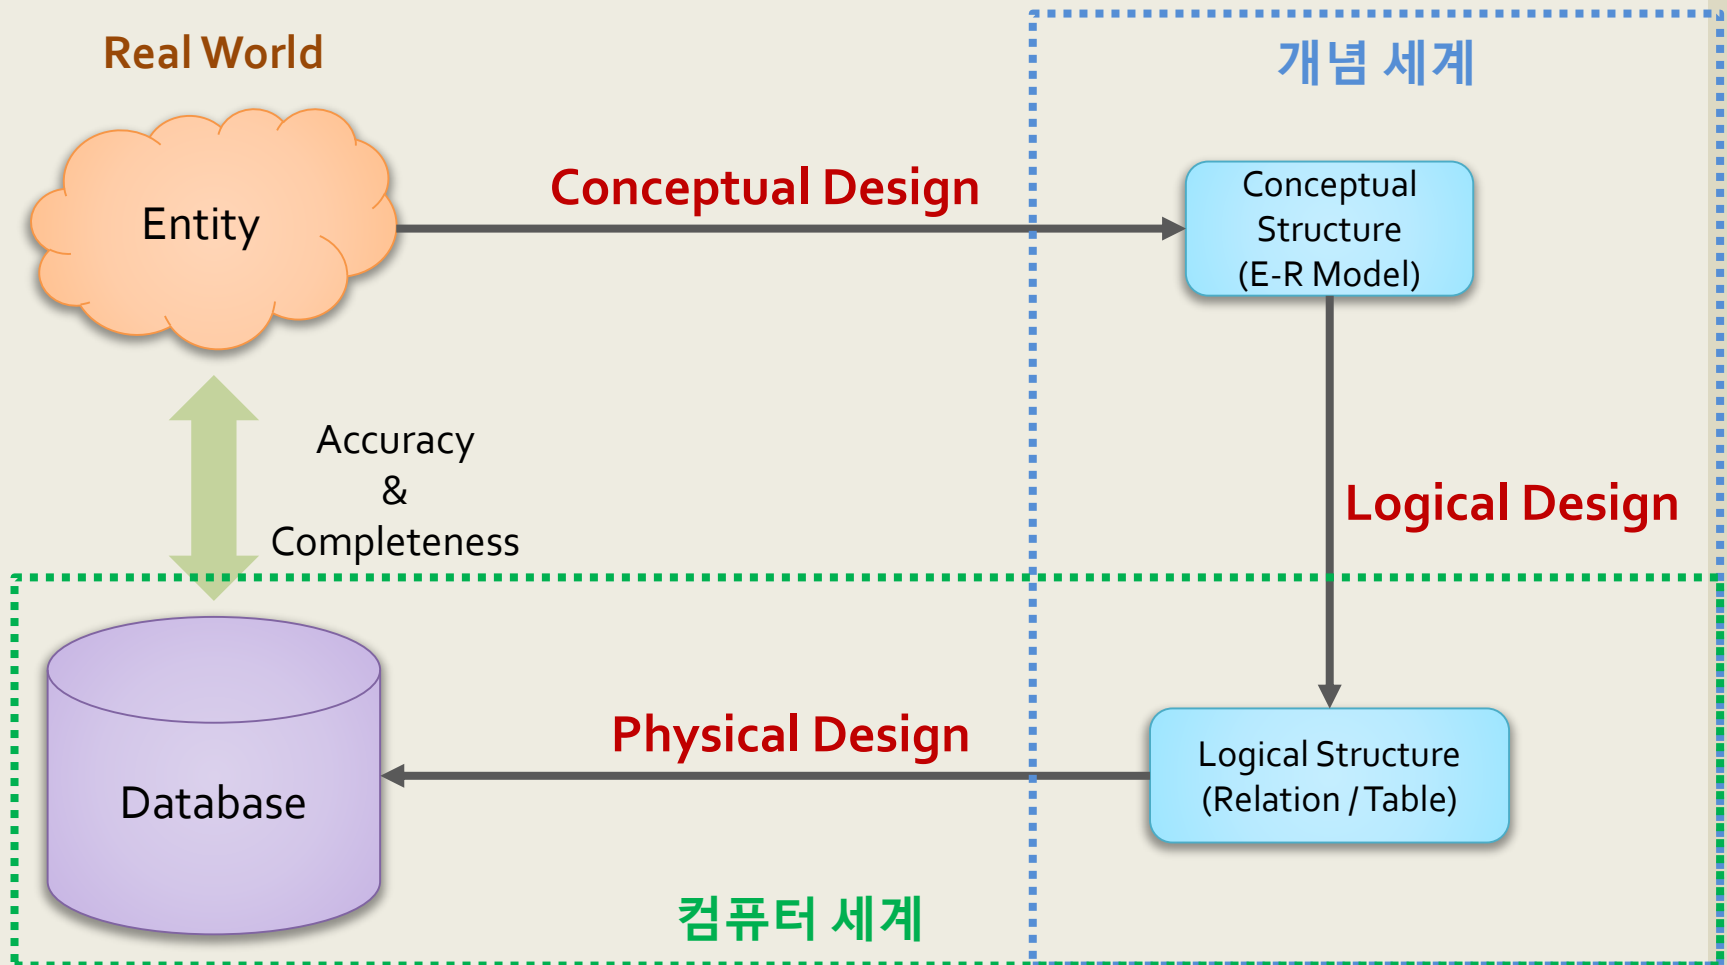 Real World
개념 세계
Entity
Conceptual Design
Conceptual
Structure
(E-R Model)
Accuracy
&
Completeness
Logical Design
Database
Physical Design
Logical Structure
(Relation / Table)
컴퓨터 세계